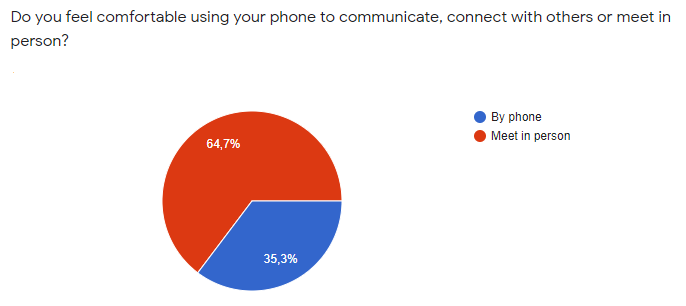 Do you feel comfortable using your phone to communicate, connect with others or meet in
person?
By phone
Meet in person
64,7%
35,3%